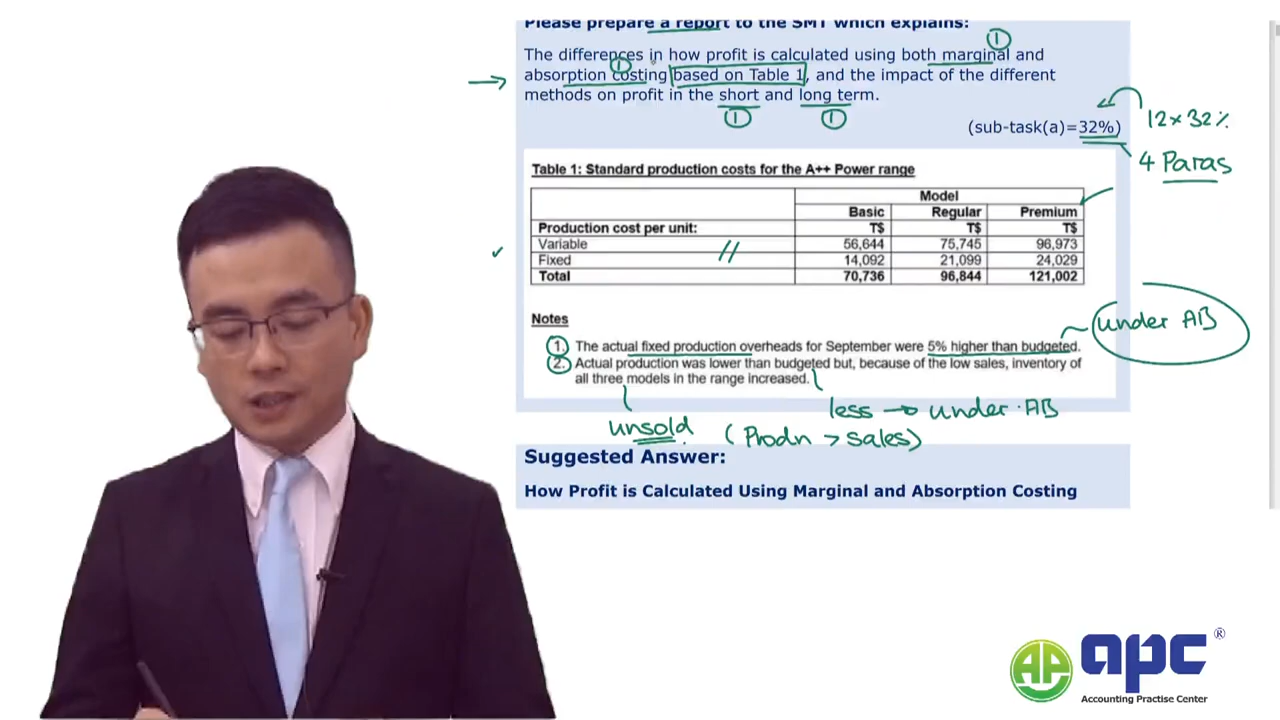 Please prepare a report to the SMT which explains:
The differences in how profit is calculated using both marginal and
absorption costing based on Table 1, and the impact of the different
methods on profit in the short and long term.
1
1
1
1
(sub-task(a)=32%)
12 x 32%
4 Paras
Table 1: Standard production costs for the A++ Power range
Model
Basic Regular Premium
Production cost per unit: T$ T$ T$
Variable 56,644 75,745 96,973
Fixed 14,092 21,099 24,029
Total 70,736 96,844 121,002
Notes
under AB
1. The actual fixed production overheads for September were 5% higher than budgeted.
2. Actual production was lower than budgeted but, because of the low sales, inventory of
all three models in the range increased.
less → under AB
unsold (Prodn > sales)
Suggested Answer:
How Profit is Calculated Using Marginal and Absorption Costing
AP
apc®
Accounting Practise Center